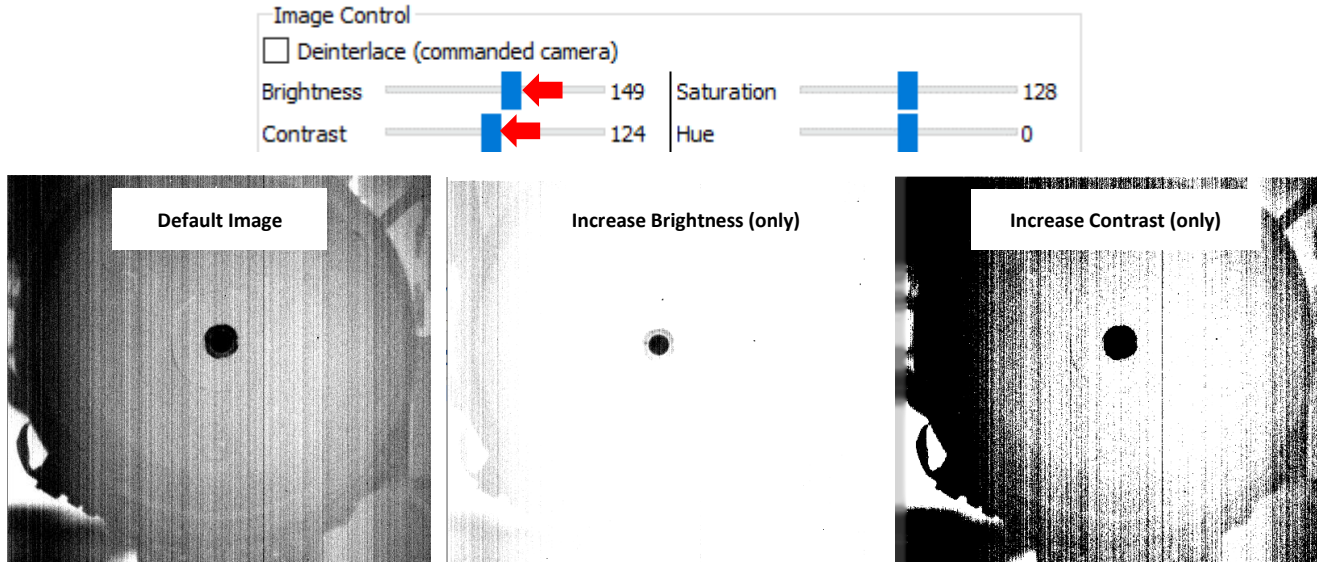 Image Control
Deinterlace (commanded camera)
Brightness 149 Saturation 128
Contrast 124 Hue 0
Default Image Increase Brightness (only) Increase Contrast (only)